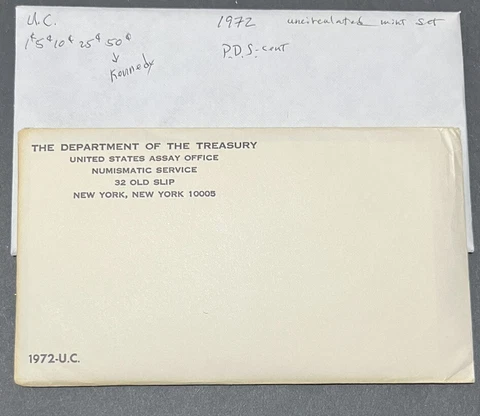 U.C. 1972 uncirculated mint set
1¢ 5¢ 10¢ 25¢ 50¢ P.D.S-cent
↓
Kennedy
THE DEPARTMENT OF THE TREASURY
UNITED STATES ASSAY OFFICE
NUMISMATIC SERVICE
32 OLD SLIP
NEW YORK, NEW YORK 10005
1972-U.C.